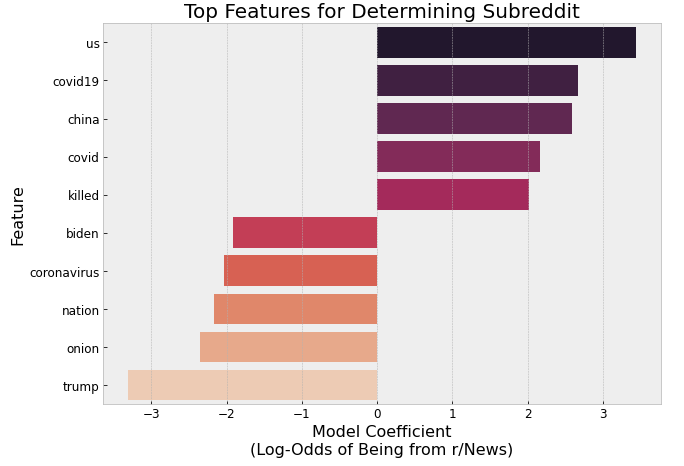 Top Features for Determining Subreddit
us
covid19
china
covid
killed
biden
coronavirus
nation
onion
trump
Feature
−3 −2 −1 0 1 2 3
Model Coefficient
(Log-Odds of Being from r/News)